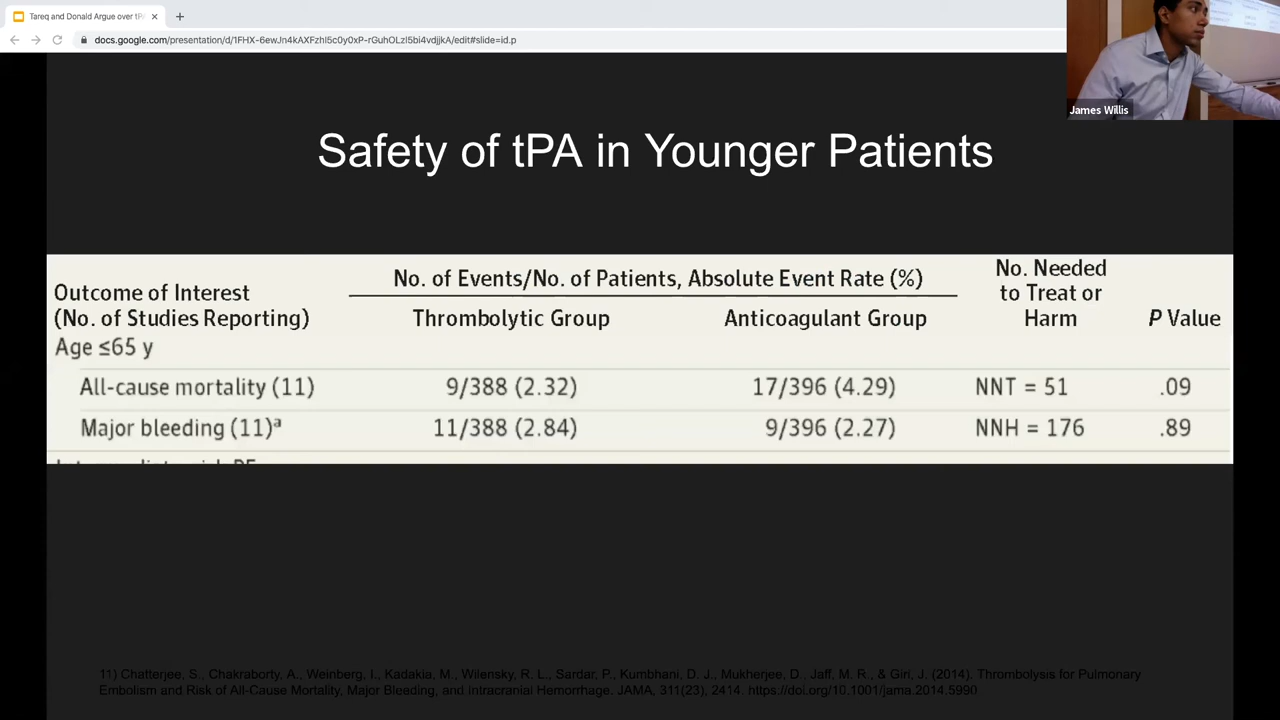 Tareq and Donald Argue over tP
docs.google.com/presentation/d/1FHX-6ewJn4kAXFzhl5c0y0xP-rGuhOLzl5bi4vdjjkA/edit#slide=id.p
James Willis
Safety of tPA in Younger Patients
No. of Events/No. of Patients, Absolute Event Rate (%)
No. Needed to Treat or Harm
Outcome of Interest
(No. of Studies Reporting)
Thrombolytic Group
Anticoagulant Group
P Value
Age ≤65 y
All-cause mortality (11) 9/388 (2.32) 17/396 (4.29) NNT = 51 .09
Major bleeding (11)ᵃ 11/388 (2.84) 9/396 (2.27) NNH = 176 .89
11) Chatterjee, S., Chakraborty, A., Weinberg, I., Kadakia, M., Wilensky, R. L., Sardar, P., Kumbhani, D. J., Mukherjee, D., Jaff, M. R., & Giri, J. (2014). Thrombolysis for Pulmonary
Embolism and Risk of All-Cause Mortality, Major Bleeding, and Intracranial Hemorrhage. JAMA, 311(23), 2414. https://doi.org/10.1001/jama.2014.5990